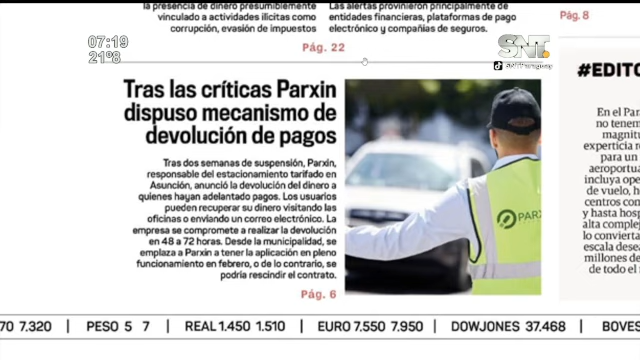 la presencia de dinero presumiblemente
vinculado a actividades ilícitas como
corrupción, evasión de impuestos
Pág. 22
Las alertas provinieron principalmente de
entidades financieras, plataformas de pago
electrónico y compañías de seguros.
Pág. 8
07:19
21°8
SNT
SNTParaguay
Tras las críticas Parxin
dispuso mecanismo de
devolución de pagos
Tras dos semanas de suspensión, Parxin,
responsable del estacionamiento tarifado en
Asunción, anunció la devolución del dinero a
quienes hayan adelantado pagos. Los usuarios
pueden recuperar su dinero visitando las
oficinas o enviando un correo electrónico. La
empresa se compromete a realizar la devolución
en 48 a 72 horas. Desde la municipalidad, se
emplaza a Parxin a tener la aplicación en pleno
funcionamiento en febrero, o de lo contrario, se
podría rescindir el contrato.
Pág. 6
PARX
#EDITO
En el Para
no tenem
magnitu
experticia re
para un
aeroportua
incluya ope
de vuelo, h
centros com
y hasta hosp
alta complej
lo convierta
escala desea
millones de
de todo el
70 7.320 | PESO 5 7 | REAL 1.450 1.510 | EURO 7.550 7.950 | DOWJONES 37.468 | BOVES